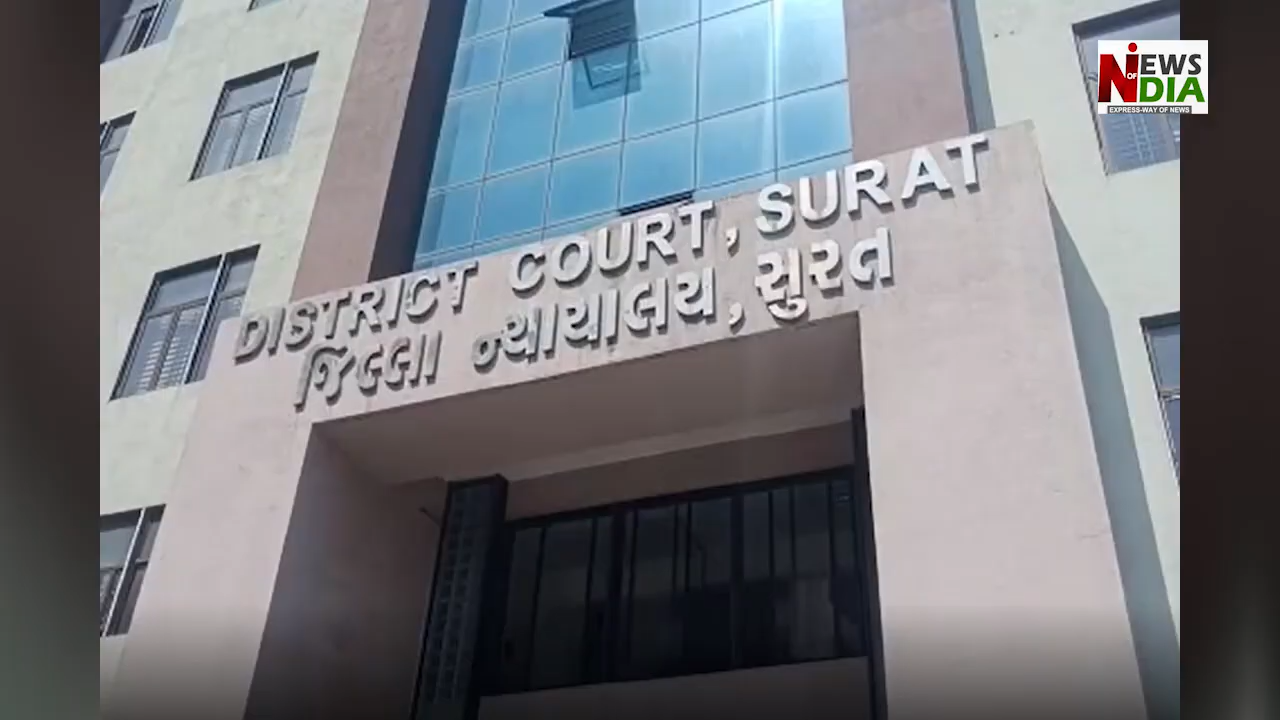 NEWS
OF
INDIA
EXPRESS-WAY OF NEWS
DISTRICT COURT, SURAT
જિલ્લા ન્યાયાલય, સુરત